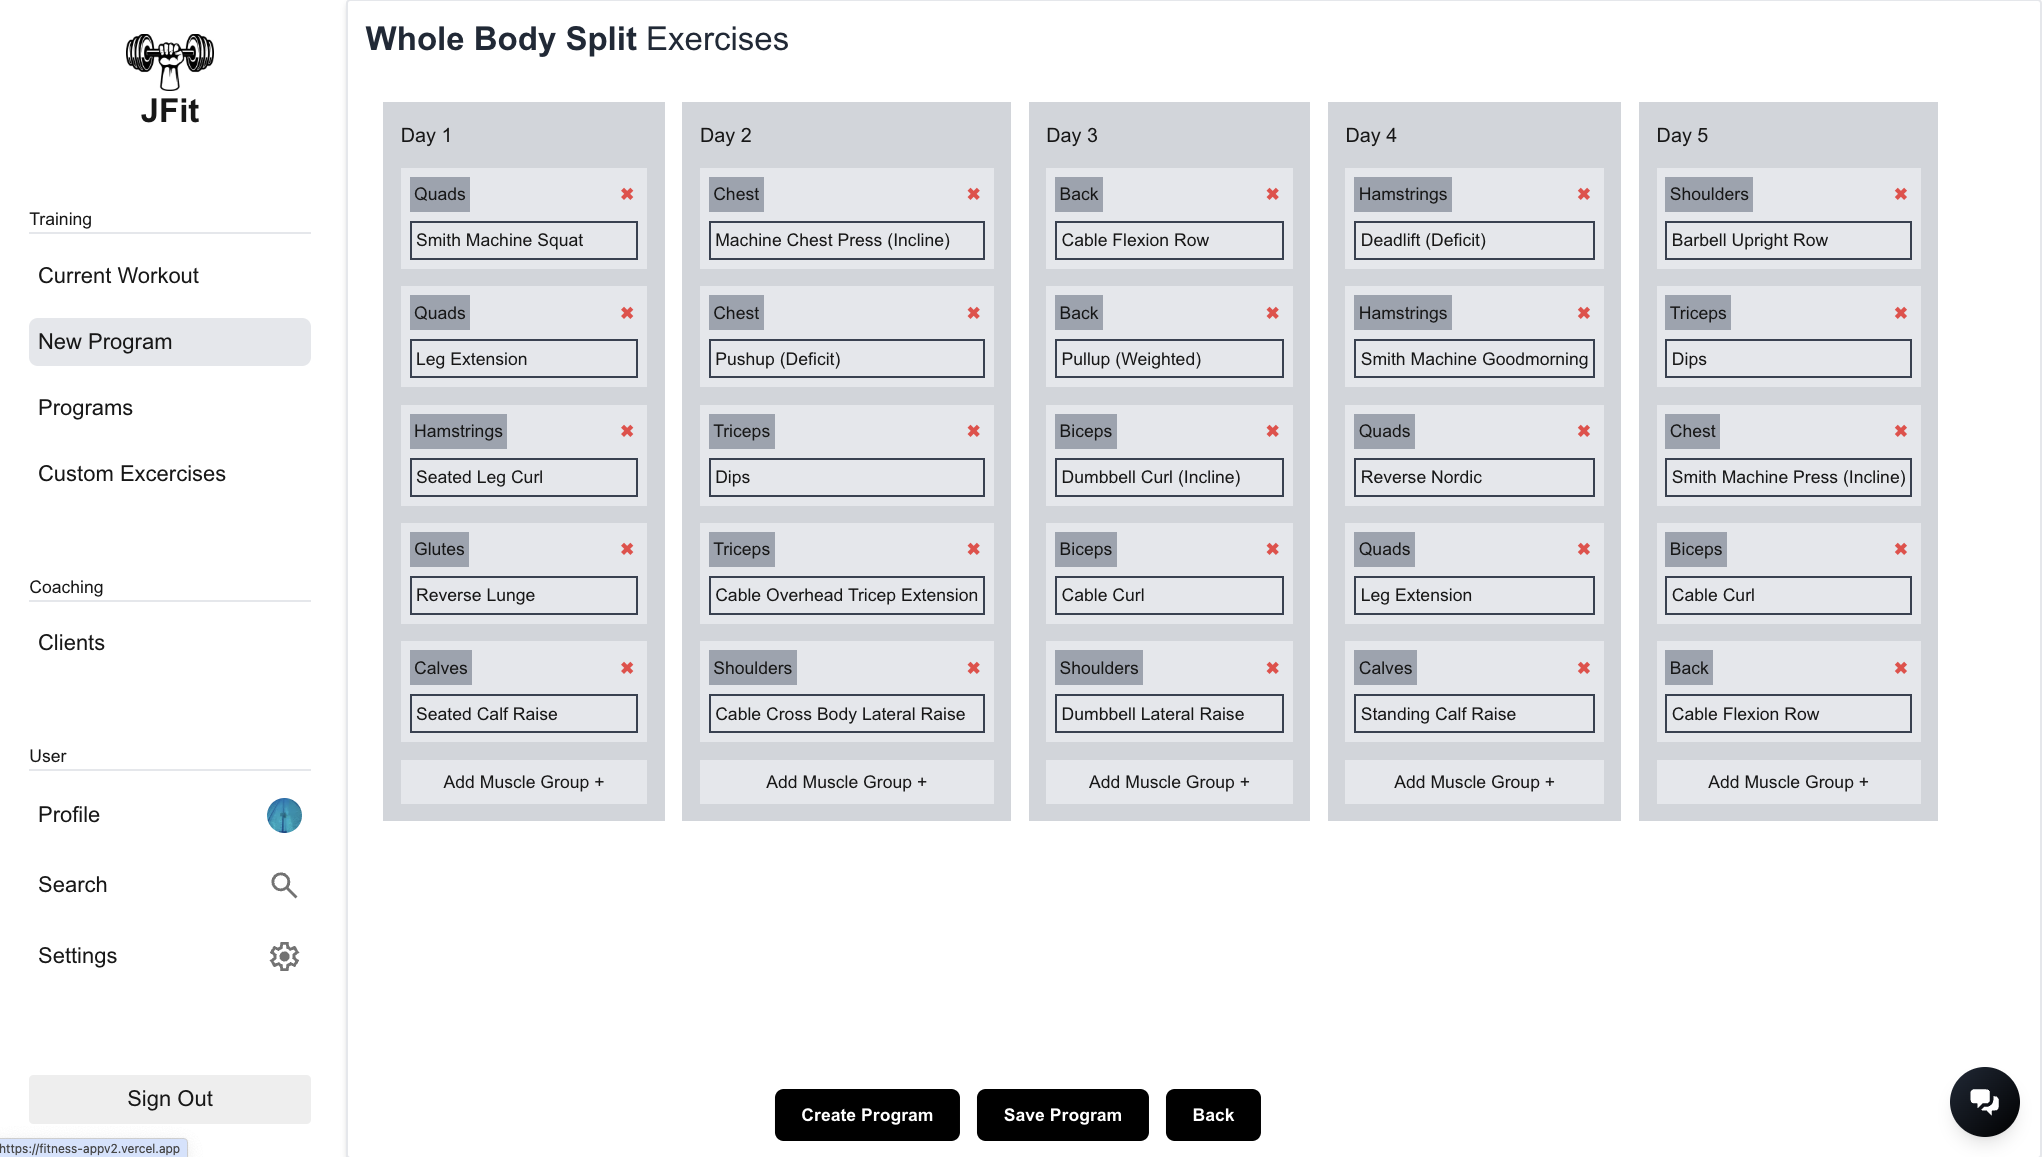 JFit
Training
Current Workout
New Program
Programs
Custom Excercises
Coaching
Clients
User
Profile
Search
Settings
Sign Out
https://fitness-appv2.vercel.app
Whole Body Split Exercises
Day 1
Quads
Smith Machine Squat
Quads
Leg Extension
Hamstrings
Seated Leg Curl
Glutes
Reverse Lunge
Calves
Seated Calf Raise
Add Muscle Group +
Day 2
Chest
Machine Chest Press (Incline)
Chest
Pushup (Deficit)
Triceps
Dips
Triceps
Cable Overhead Tricep Extension
Shoulders
Cable Cross Body Lateral Raise
Add Muscle Group +
Day 3
Back
Cable Flexion Row
Back
Pullup (Weighted)
Biceps
Dumbbell Curl (Incline)
Biceps
Cable Curl
Shoulders
Dumbbell Lateral Raise
Add Muscle Group +
Day 4
Hamstrings
Deadlift (Deficit)
Hamstrings
Smith Machine Goodmorning
Quads
Reverse Nordic
Quads
Leg Extension
Calves
Standing Calf Raise
Add Muscle Group +
Day 5
Shoulders
Barbell Upright Row
Triceps
Dips
Chest
Smith Machine Press (Incline)
Biceps
Cable Curl
Back
Cable Flexion Row
Add Muscle Group +
Create Program
Save Program
Back